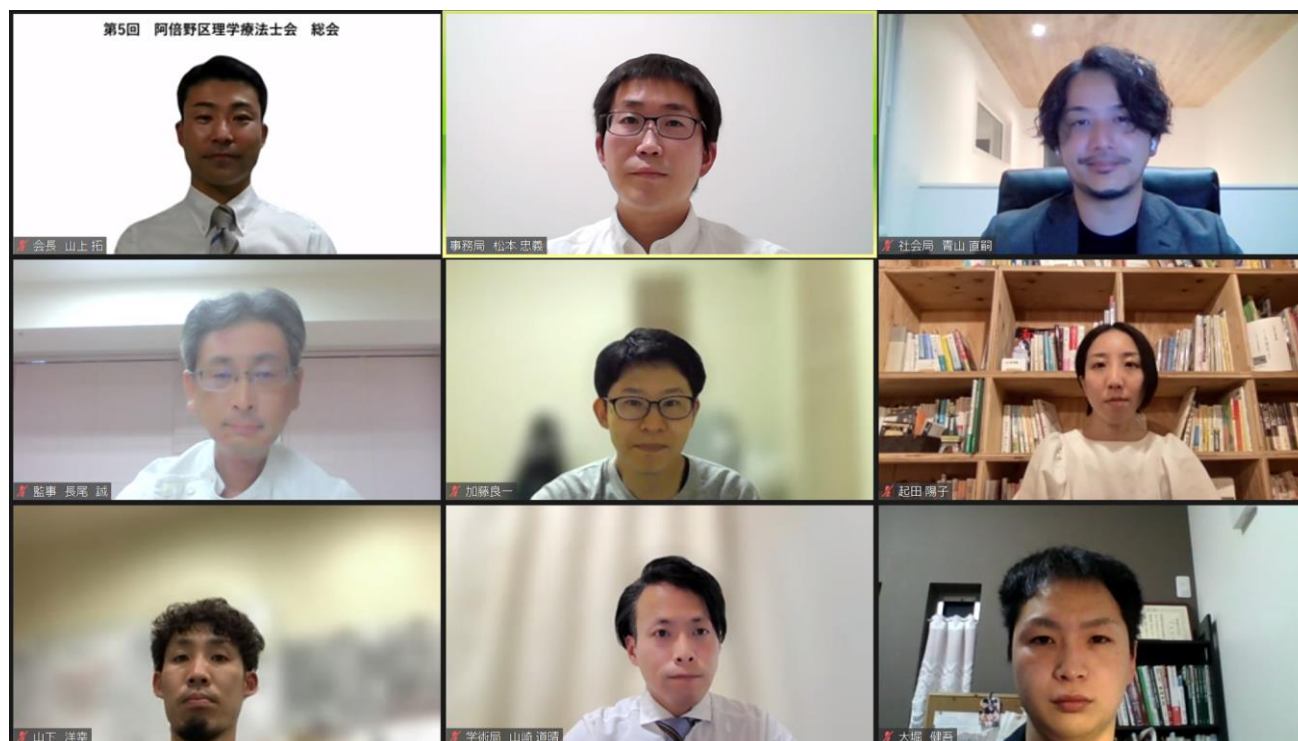 第5回 阿倍野区理学療法士会 総会
会長 山上 拓
事務局 松本 忠義
社会局 青山 直嗣
監事 長尾 誠
加藤良一
起田 陽子
山下 洋幸
学術局 山崎 道晴
大堀 健吾